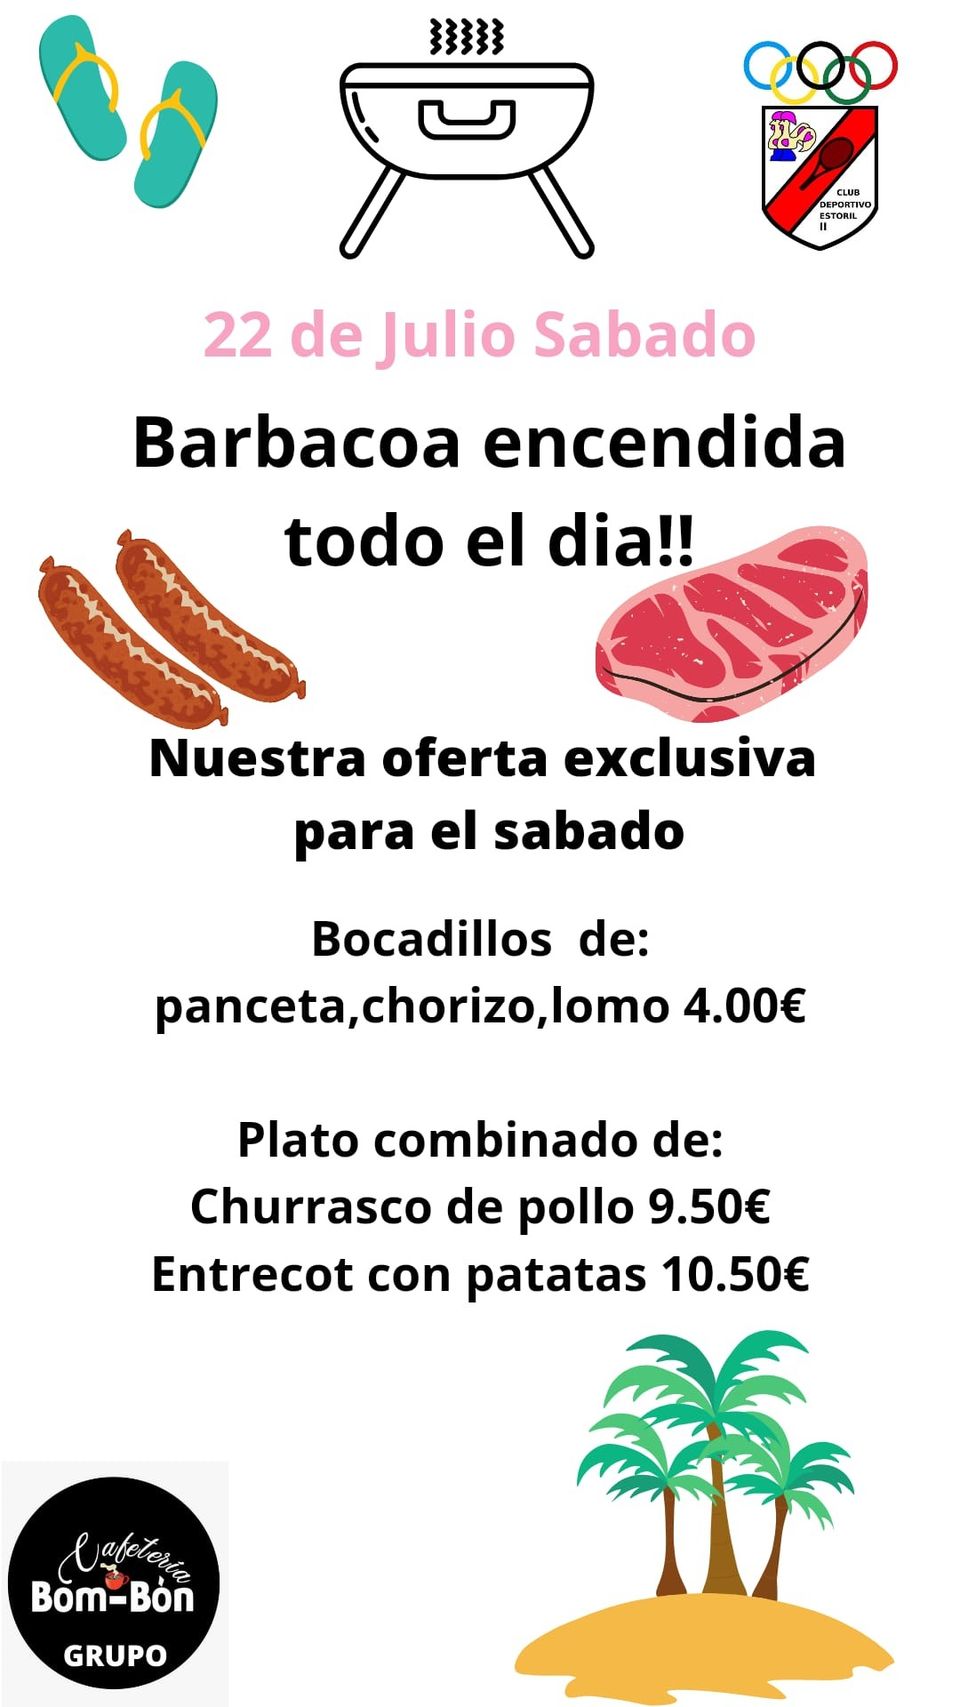 CLUB
DEPORTIVO
ESTORIL
II
22 de Julio Sabado
Barbacoa encendida
todo el dia!!
Nuestra oferta exclusiva
para el sabado
Bocadillos de:
panceta,chorizo,lomo 4.00€
Plato combinado de:
Churrasco de pollo 9.50€
Entrecot con patatas 10.50€
Cafetería
Bom-Bòn
GRUPO